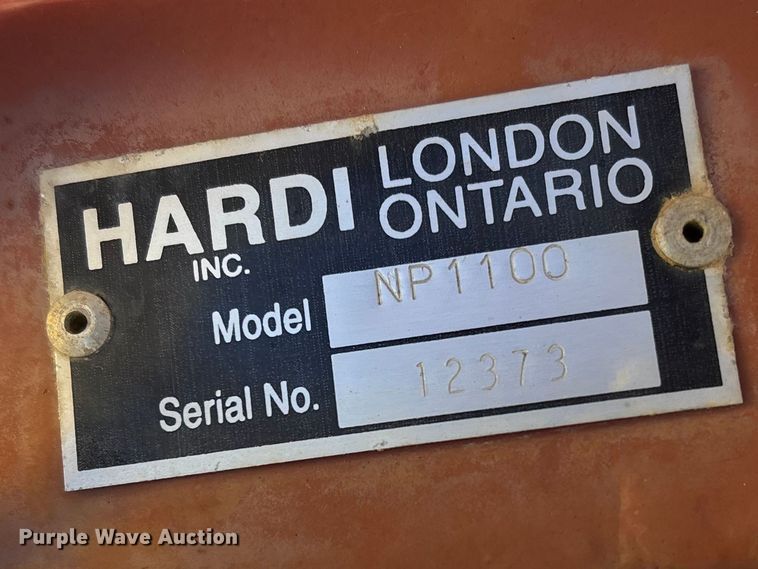 HARDI INC. LONDON ONTARIO
Model NP1100
Serial No. 12373
Purple Wave Auction